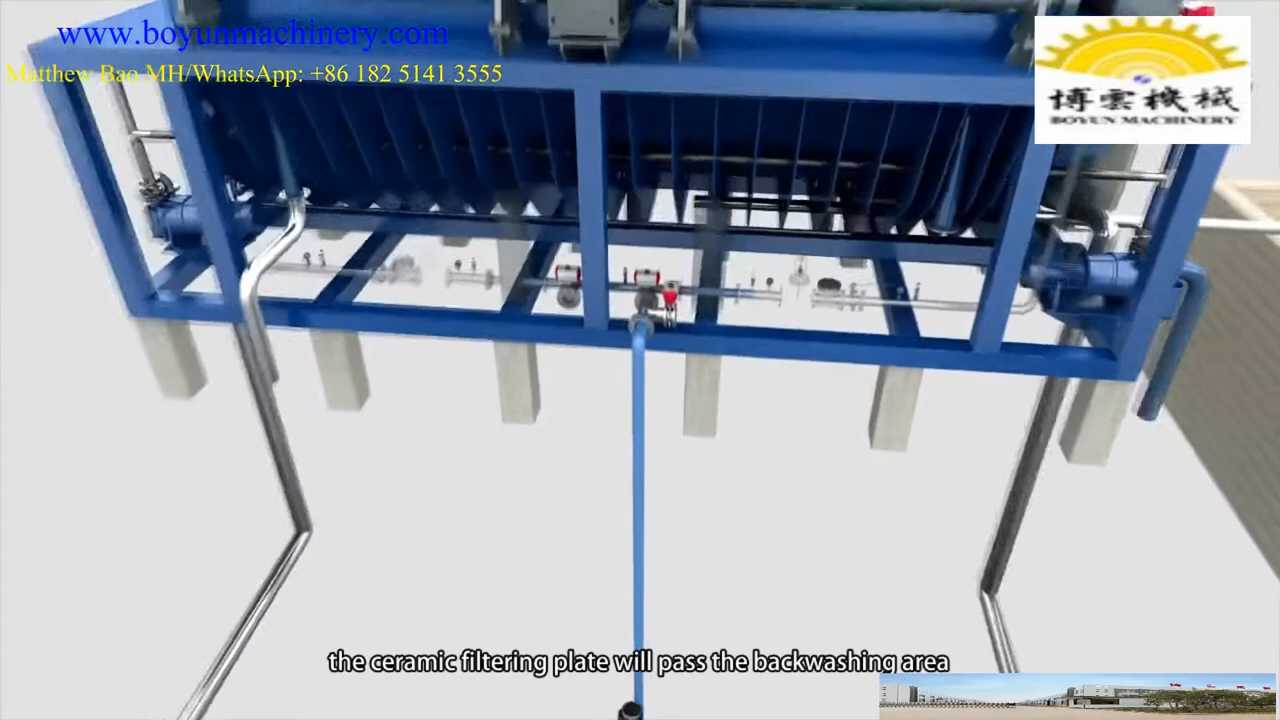 www.boyunmachinery.com
Matthew Bao MH/WhatsApp: +86 182 5141 3555
博雲機械
BOYUN MACHINERY
the ceramic filtering plate will pass the backwashing area